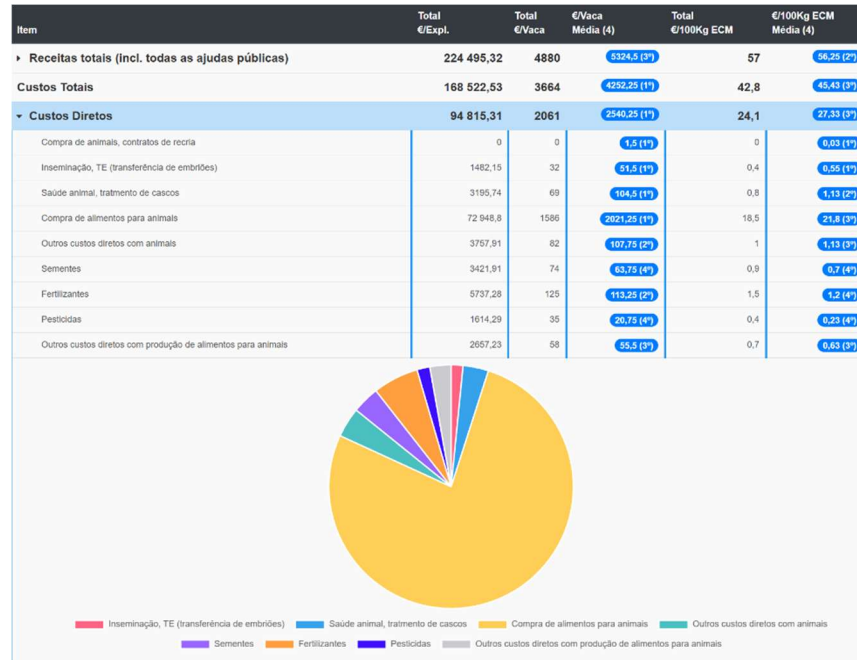 Item Total €/Expl. Total €/Vaca €/Vaca Média (4) Total €/100Kg ECM €/100Kg ECM Média (4)
Receitas totais (incl. todas as ajudas públicas) 224 495,32 4880 5324,5 (3º) 57 56,25 (2º)
Custos Totais 168 522,53 3664 4252,25 (1º) 42,8 45,43 (3º)
Custos Diretos 94 815,31 2061 2540,25 (1º) 24,1 27,33 (3º)
Compra de animais, contratos de recria 0 0 1,5 (1º) 0 0,03 (1º)
Inseminação, TE (transferência de embriões) 1482,15 32 51,5 (1º) 0,4 0,55 (1º)
Saúde animal, tratmento de cascos 3195,74 69 104,5 (1º) 0,8 1,13 (2º)
Compra de alimentos para animais 72 948,8 1586 2021,25 (1º) 18,5 21,8 (3º)
Outros custos diretos com animais 3757,91 82 107,75 (2º) 1 1,13 (3º)
Sementes 3421,91 74 63,75 (4º) 0,9 0,7 (4º)
Fertilizantes 5737,28 125 113,25 (2º) 1,5 1,2 (4º)
Pesticidas 1614,29 35 20,75 (4º) 0,4 0,23 (4º)
Outros custos diretos com produção de alimentos para animais 2657,23 58 55,5 (3º) 0,7 0,63 (3º)
Inseminação, TE (transferência de embriões) Saúde animal, tratmento de cascos Compra de alimentos para animais Outros custos diretos com animais
Sementes Fertilizantes Pesticidas Outros custos diretos com produção de alimentos para animais